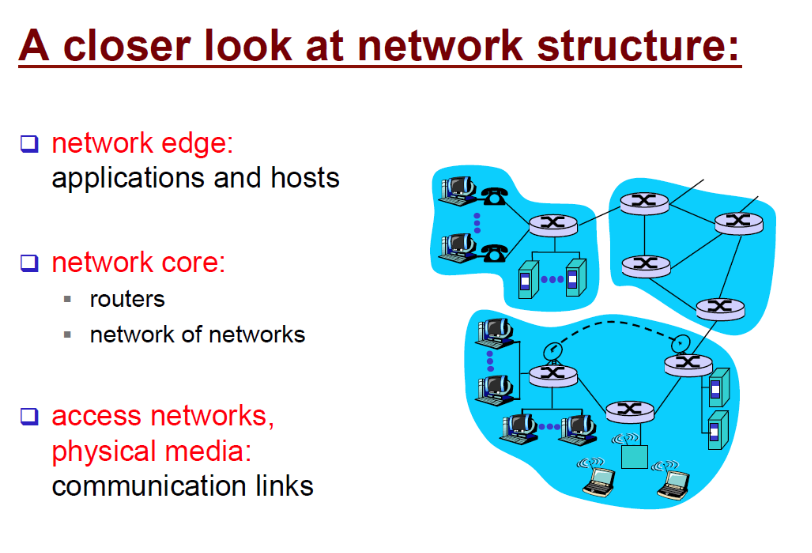 A closer look at network structure:
network edge:
applications and hosts
network core:
routers
network of networks
access networks,
physical media:
communication links